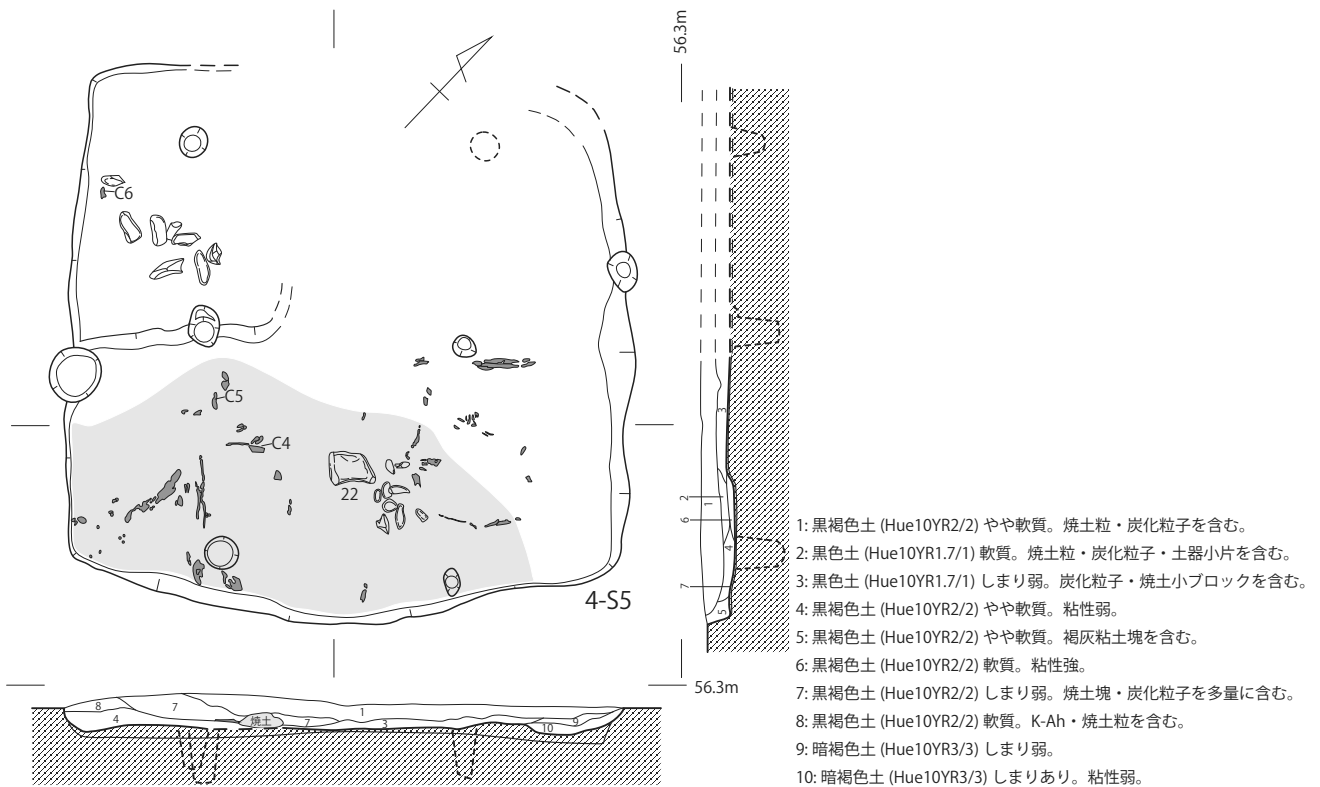 56.3m
C6
C5
C4
22
4-S5
3
2
1
6
4
7
5
56.3m
8
7
1
4
焼土
7
3
9
10
1: 黒褐色土 (Hue10YR2/2) やや軟質。焼土粒・炭化粒子を含む。
2: 黒色土 (Hue10YR1.7/1) 軟質。焼土粒・炭化粒子・土器小片を含む。
3: 黒色土 (Hue10YR1.7/1) しまり弱。炭化粒子・焼土小ブロックを含む。
4: 黒褐色土 (Hue10YR2/2) やや軟質。粘性弱。
5: 黒褐色土 (Hue10YR2/2) やや軟質。褐灰粘土塊を含む。
6: 黒褐色土 (Hue10YR2/2) 軟質。粘性強。
7: 黒褐色土 (Hue10YR2/2) しまり弱。焼土塊・炭化粒子を多量に含む。
8: 黒褐色土 (Hue10YR2/2) 軟質。K-Ah・焼土粒を含む。
9: 暗褐色土 (Hue10YR3/3) しまり弱。
10: 暗褐色土 (Hue10YR3/3) しまりあり。粘性弱。